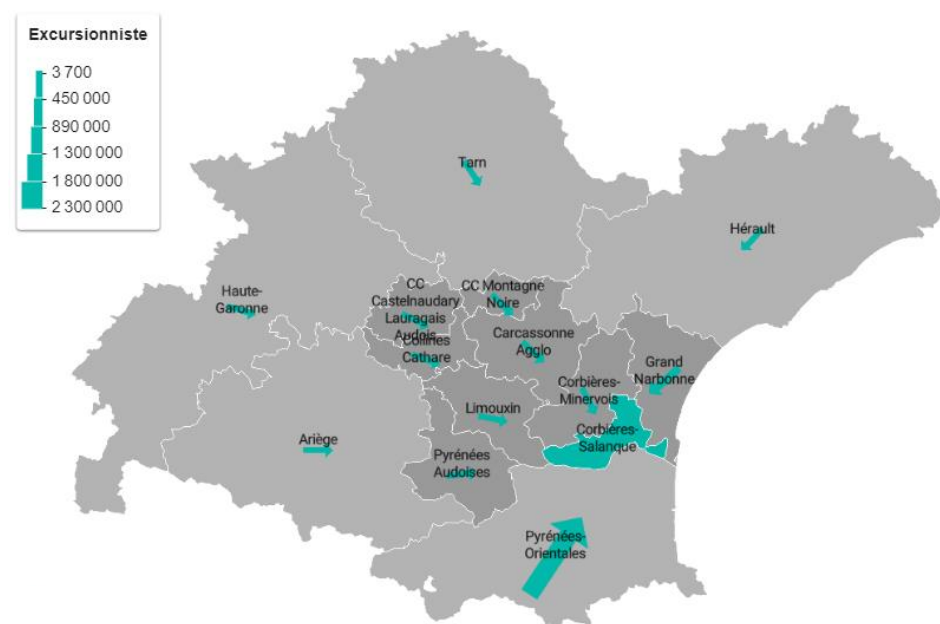 Excursionniste
3 700
450 000
890 000
1 300 000
1 800 000
2 300 000
Tarn
Hérault
Haute-
Garonne
CC
Castelnaudary
Lauragais
Audois
CC Montagne
Noire
Collines
Cathare
Carcassonne
Agglo
Grand
Narbonne
Corbières-
Minervois
Limouxin
Corbières-
Salanque
Ariège
Pyrénées
Audoises
Pyrénées-
Orientales